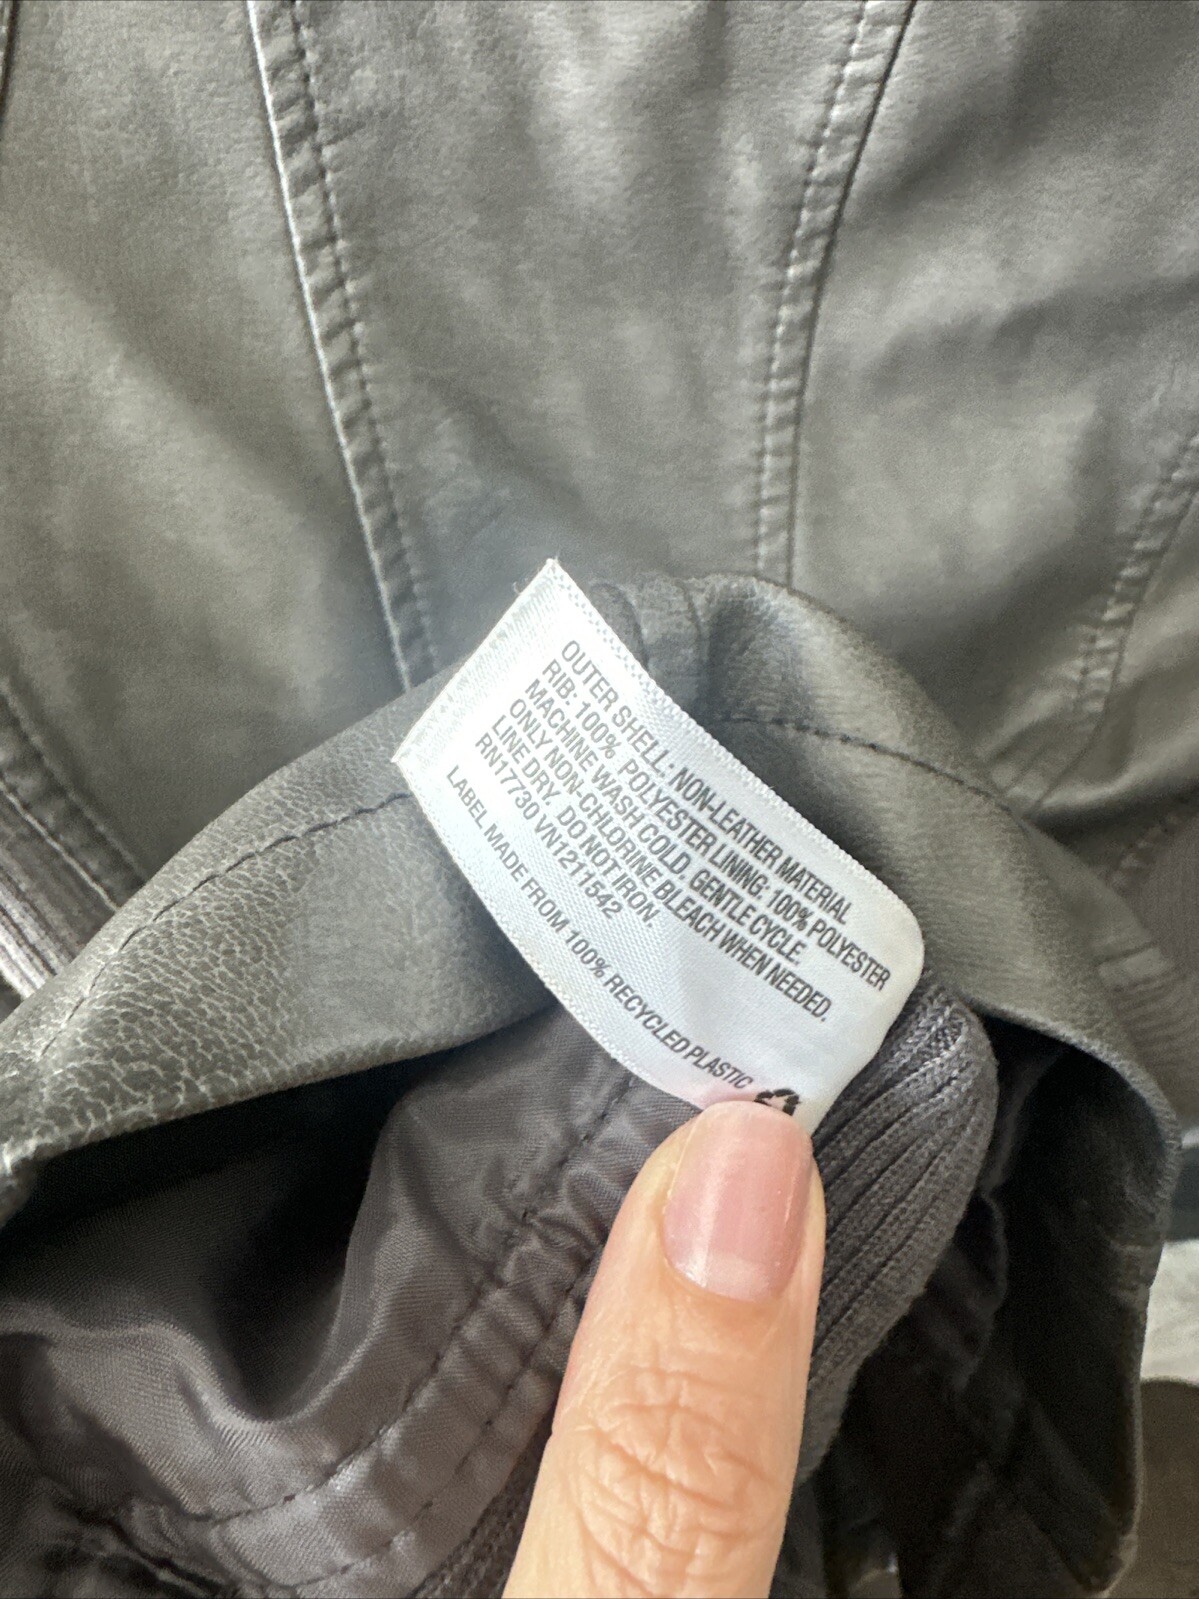 OUTER SHELL: NON-LEATHER MATERIAL
RIB: 100% POLYESTER LINING: 100% POLYESTER
MACHINE WASH COLD. GENTLE CYCLE.
ONLY NON-CHLORINE BLEACH WHEN NEEDED.
LINE DRY. DO NOT IRON.
RN17730 VN1211542
LABEL MADE FROM 100% RECYCLED PLASTIC